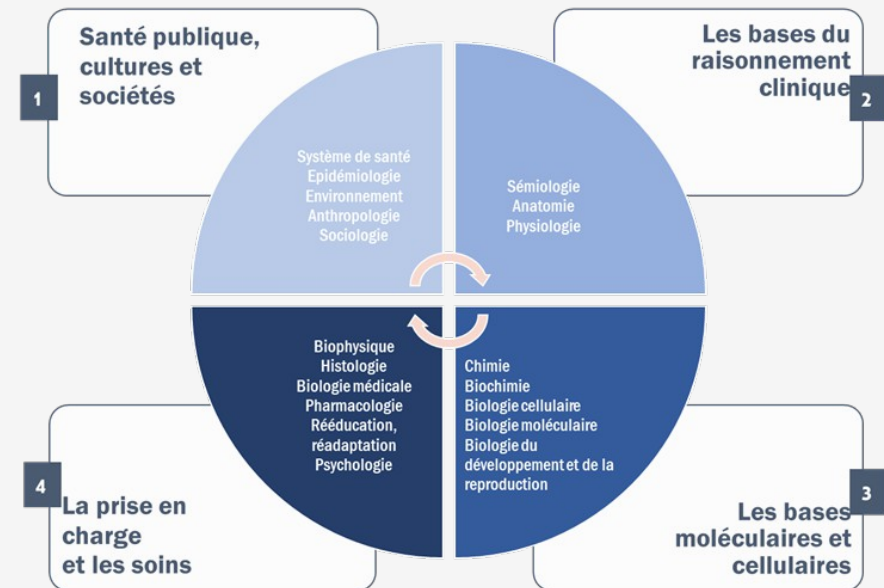 Santé publique,
cultures et
sociétés
1
Système de santé
Epidémiologie
Environnement
Anthropologie
Sociologie
Les bases du
raisonnement
clinique
2
Sémiologie
Anatomie
Physiologie
Chimie
Biochimie
Biologie cellulaire
Biologie moléculaire
Biologie du
développement et de la
reproduction
3
Les bases
moléculaires et
cellulaires
Biophysique
Histologie
Biologie médicale
Pharmacologie
Rééducation,
réadaptation
Psychologie
4
La prise en
charge
et les soins